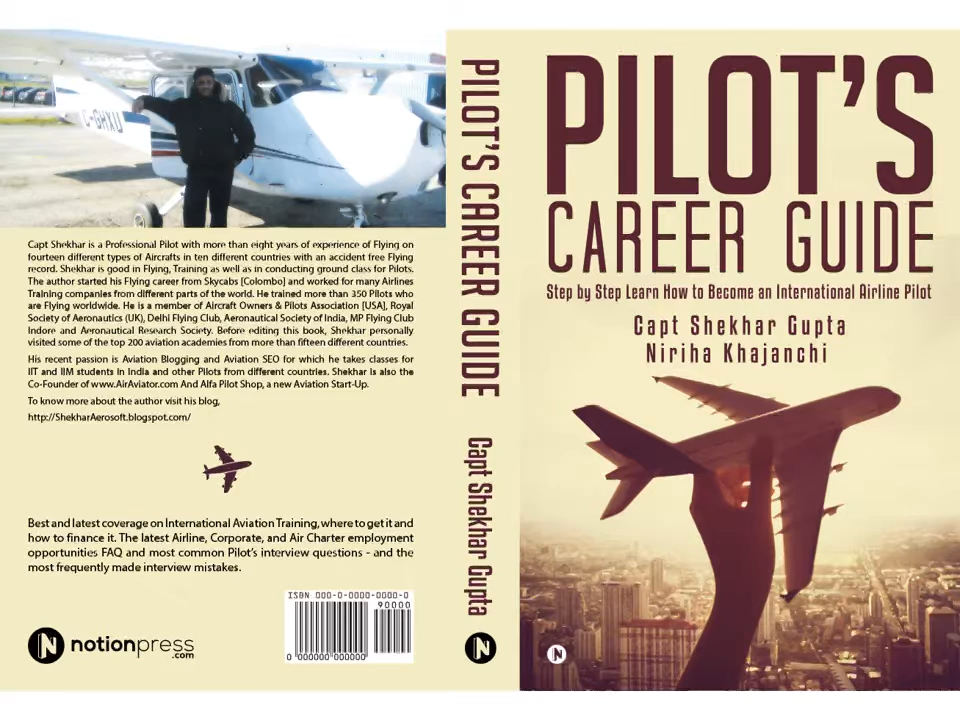 C-GHXU
Capt Shekhar is a Professional Pilot with more than eight years of experience of Flying on
fourteen different types of Aircrafts in ten different countries with an accident free Flying
record. Shekhar is good in Flying, Training as well as in conducting ground class for Pilots.
The author started his Flying career from Skycabs [Colombo] and worked for many Airlines
Training companies from different parts of the world. He trained more than 350 Pilots who
are Flying worldwide. He is a member of Aircraft Owners & Pilots Association [USA], Royal
Society of Aeronautics (UK), Delhi Flying Club, Aeronautical Society of India, MP Flying Club
Indore and Aeronautical Research Society. Before editing this book, Shekhar personally
visited some of the top 200 aviation academies from more than fifteen different countries.
His recent passion is Aviation Blogging and Aviation SEO for which he takes classes for
IIT and IIM students in India and other Pilots from different countries. Shekhar is also the
Co-Founder of www.AirAviator.com And Alfa Pilot Shop, a new Aviation Start-Up.
To know more about the author visit his blog,
http://ShekharAerosoft.blogspot.com/
Best and latest coverage on International Aviation Training, where to get it and
how to finance it. The latest Airline, Corporate, and Air Charter employment
opportunities FAQ and most common Pilot's interview questions - and the
most frequently made interview mistakes.
N notionpress
.com
ISBN 000-0-0000-0000-0
90000
0 000000 000000
PILOT'S CAREER GUIDE
Capt Shekhar Gupta
N
PILOT'S
CAREER GUIDE
Step by Step Learn How to Become an International Airline Pilot
Capt Shekhar Gupta
Niriha Khajanchi
N